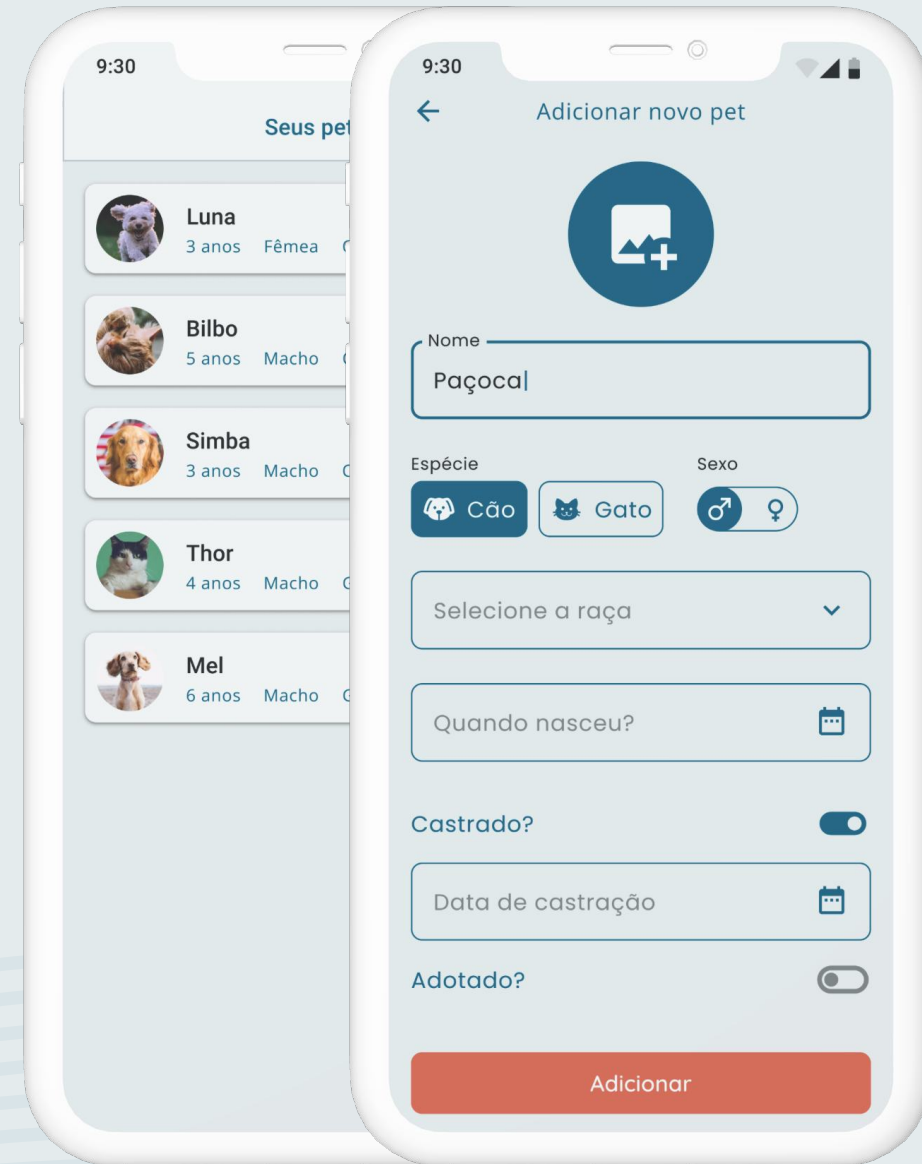 9:30
Seus pet
Luna
3 anos Fêmea
Bilbo
5 anos Macho
Simba
3 anos Macho
Thor
4 anos Macho
Mel
6 anos Macho
9:30
Adicionar novo pet
Nome
Paçoca
Espécie Sexo
Cão Gato
Selecione a raça
Quando nasceu?
Castrado?
Data de castração
Adotado?
Adicionar